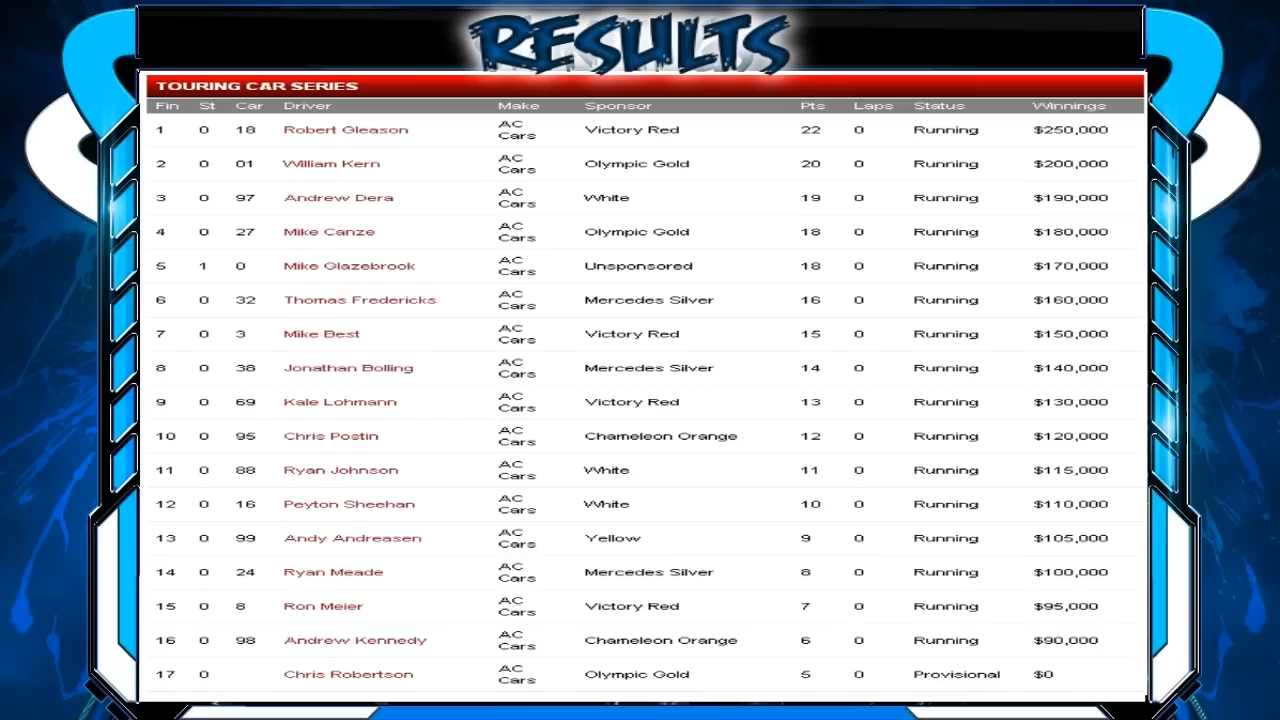 RESULTS
TOURING CAR SERIES
Fin St Car Driver Make Sponsor Pts Laps Status Winnings
1 0 18 Robert Gleason AC Cars Victory Red 22 0 Running $250,000
2 0 01 William Kern AC Cars Olympic Gold 20 0 Running $200,000
3 0 97 Andrew Dera AC Cars White 19 0 Running $190,000
4 0 27 Mike Canze AC Cars Olympic Gold 18 0 Running $180,000
5 1 0 Mike Glazebrook AC Cars Unsponsored 18 0 Running $170,000
6 0 32 Thomas Fredericks AC Cars Mercedes Silver 16 0 Running $160,000
7 0 3 Mike Best AC Cars Victory Red 15 0 Running $150,000
8 0 38 Jonathan Bolling AC Cars Mercedes Silver 14 0 Running $140,000
9 0 69 Kale Lohmann AC Cars Victory Red 13 0 Running $130,000
10 0 95 Chris Postin AC Cars Chameleon Orange 12 0 Running $120,000
11 0 88 Ryan Johnson AC Cars White 11 0 Running $115,000
12 0 16 Peyton Sheehan AC Cars White 10 0 Running $110,000
13 0 99 Andy Andreasen AC Cars Yellow 9 0 Running $105,000
14 0 24 Ryan Meade AC Cars Mercedes Silver 8 0 Running $100,000
15 0 8 Ron Meier AC Cars Victory Red 7 0 Running $95,000
16 0 98 Andrew Kennedy AC Cars Chameleon Orange 6 0 Running $90,000
17 0 Chris Robertson AC Cars Olympic Gold 5 0 Provisional $0